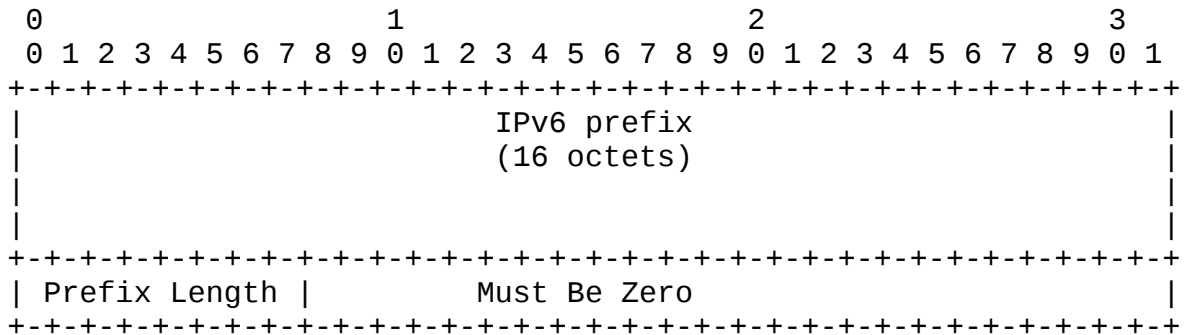 0                   1                   2                   3
 0 1 2 3 4 5 6 7 8 9 0 1 2 3 4 5 6 7 8 9 0 1 2 3 4 5 6 7 8 9 0 1
+-+-+-+-+-+-+-+-+-+-+-+-+-+-+-+-+-+-+-+-+-+-+-+-+-+-+-+-+-+-+-+-+
|                          IPv6 prefix                          |
|                          (16 octets)                          |
|                                                               |
|                                                               |
+-+-+-+-+-+-+-+-+-+-+-+-+-+-+-+-+-+-+-+-+-+-+-+-+-+-+-+-+-+-+-+-+
| Prefix Length |         Must Be Zero                          |
+-+-+-+-+-+-+-+-+-+-+-+-+-+-+-+-+-+-+-+-+-+-+-+-+-+-+-+-+-+-+-+-+